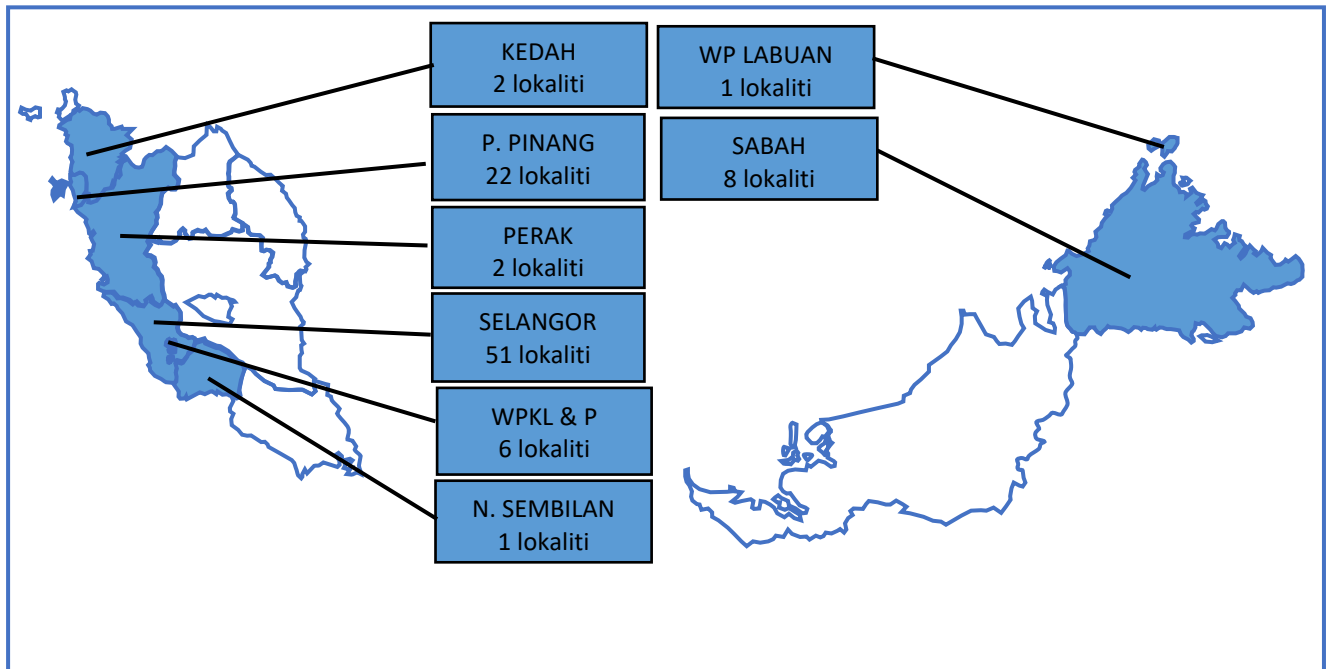 KEDAH
2 lokaliti
P. PINANG
22 lokaliti
PERAK
2 lokaliti
SELANGOR
51 lokaliti
WPKL & P
6 lokaliti
N. SEMBILAN
1 lokaliti
WP LABUAN
1 lokaliti
SABAH
8 lokaliti